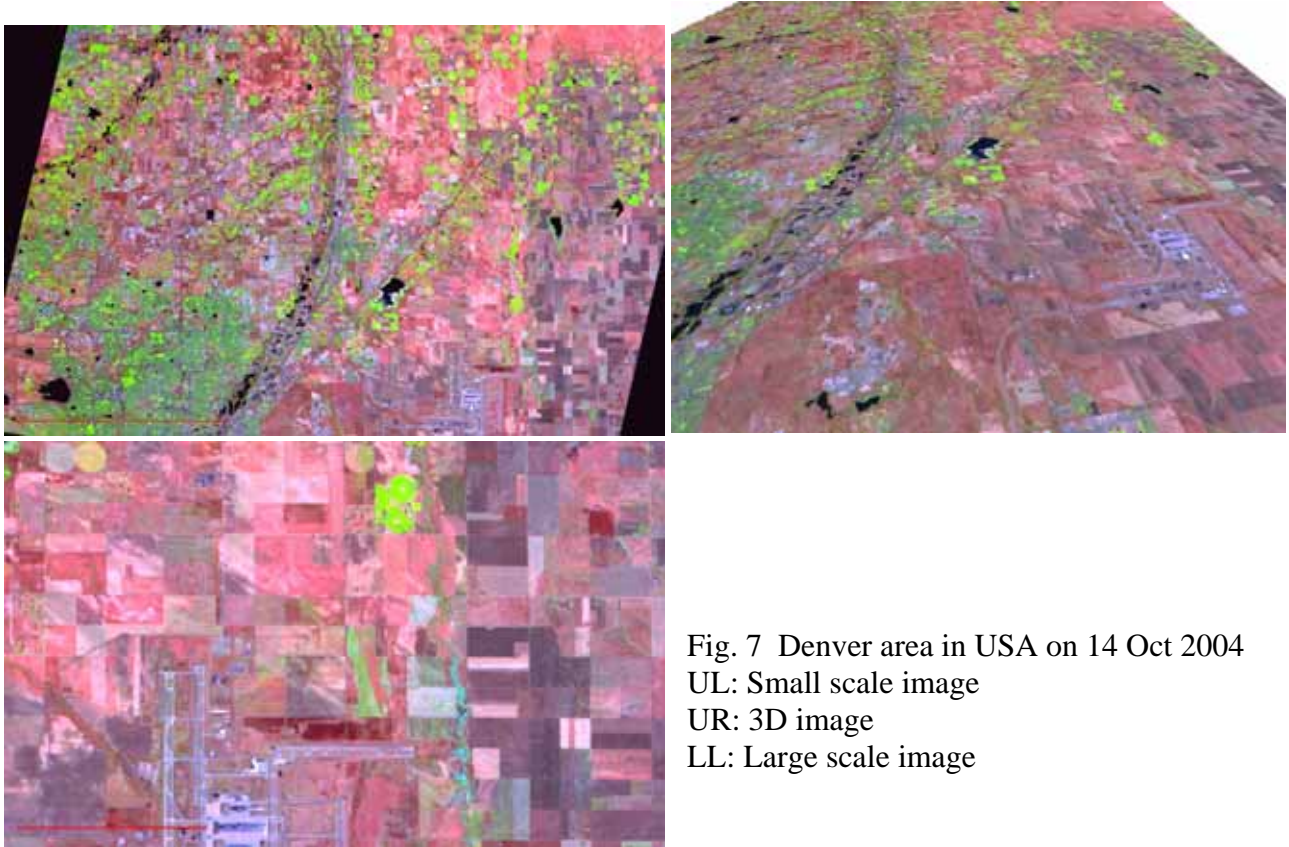 Fig. 7 Denver area in USA on 14 Oct 2004
UL: Small scale image
UR: 3D image
LL: Large scale image